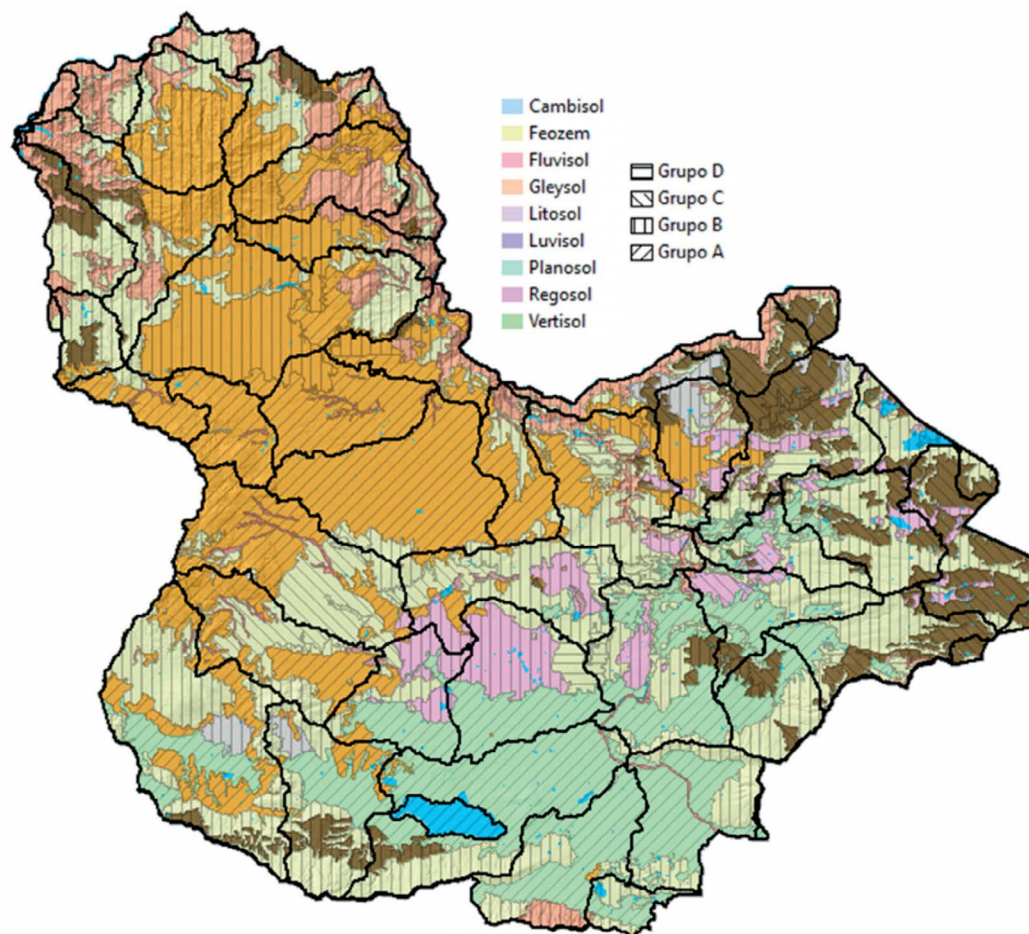 Cambisol
Feozem
Fluvisol
Gleysol
Litosol
Luvisol
Planosol
Regosol
Vertisol
Grupo D
Grupo C
Grupo B
Grupo A